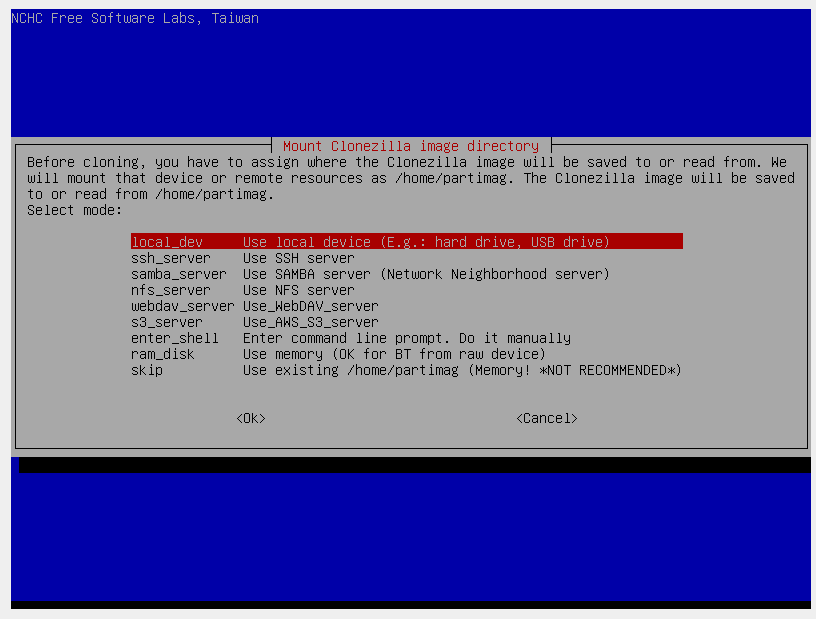 NCHC Free Software Labs, Taiwan
Mount Clonezilla image directory
Before cloning, you have to assign where the Clonezilla image will be saved to or read from. We
will mount that device or remote resources as /home/partimag. The Clonezilla image will be saved
to or read from /home/partimag.
Select mode:
local_dev Use local device (E.g.: hard drive, USB drive)
ssh_server Use SSH server
samba_server Use SAMBA server (Network Neighborhood server)
nfs_server Use NFS server
webdav_server Use_WebDAV_server
s3_server Use_AWS_S3_server
enter_shell Enter command line prompt. Do it manually
ram_disk Use memory (OK for BT from raw device)
skip Use existing /home/partimag (Memory! *NOT RECOMMENDED*)
<Ok> <Cancel>